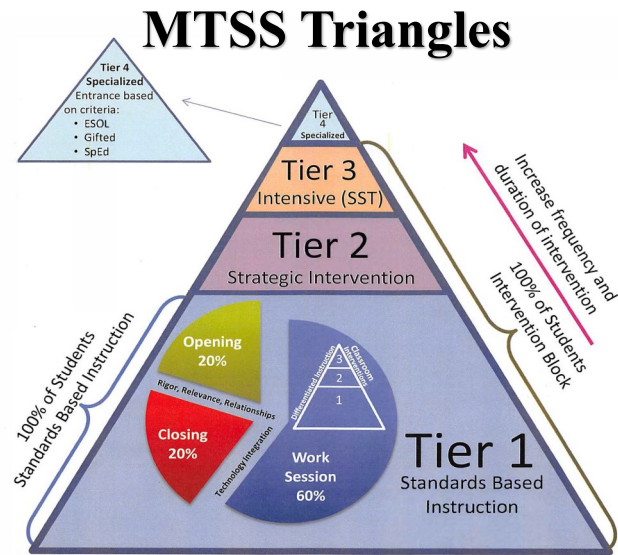 MTSS Triangles
Tier 4
Specialized
Entrance based
on criteria:
• ESOL
• Gifted
• SpEd
Tier
4
Specialized
Tier 3
Intensive (SST)
Tier 2
Strategic Intervention
Increase frequency and
duration of intervention
100% of Students
Intervention Block
100% of Students
Standards Based Instruction
Opening
20%
Rigor, Relevance, Relationships
Closing
20%
Technology Integration
Differentiated Instruction
Classroom
Interventions
3
2
1
Work
Session
60%
Tier 1
Standards Based
Instruction